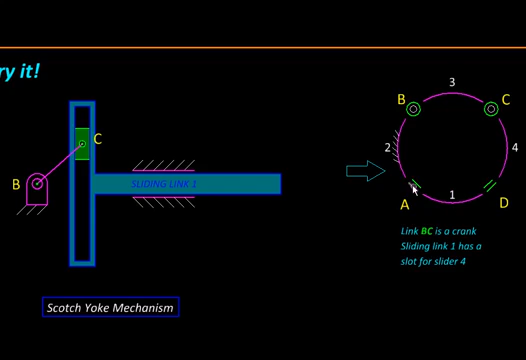 ry it!
3
B
C
C
2
4
B
SLIDING LINK 1
1
A
D
Link BC is a crank
Sliding link 1 has a
slot for slider 4
Scotch Yoke Mechanism